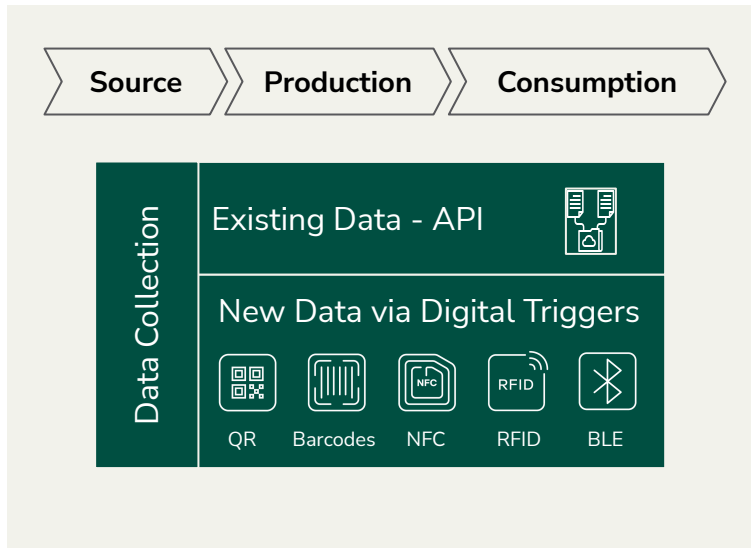 Source
Production
Consumption
Data Collection
Existing Data - API
New Data via Digital Triggers
NFC
RFID
QR
Barcodes
NFC
RFID
BLE